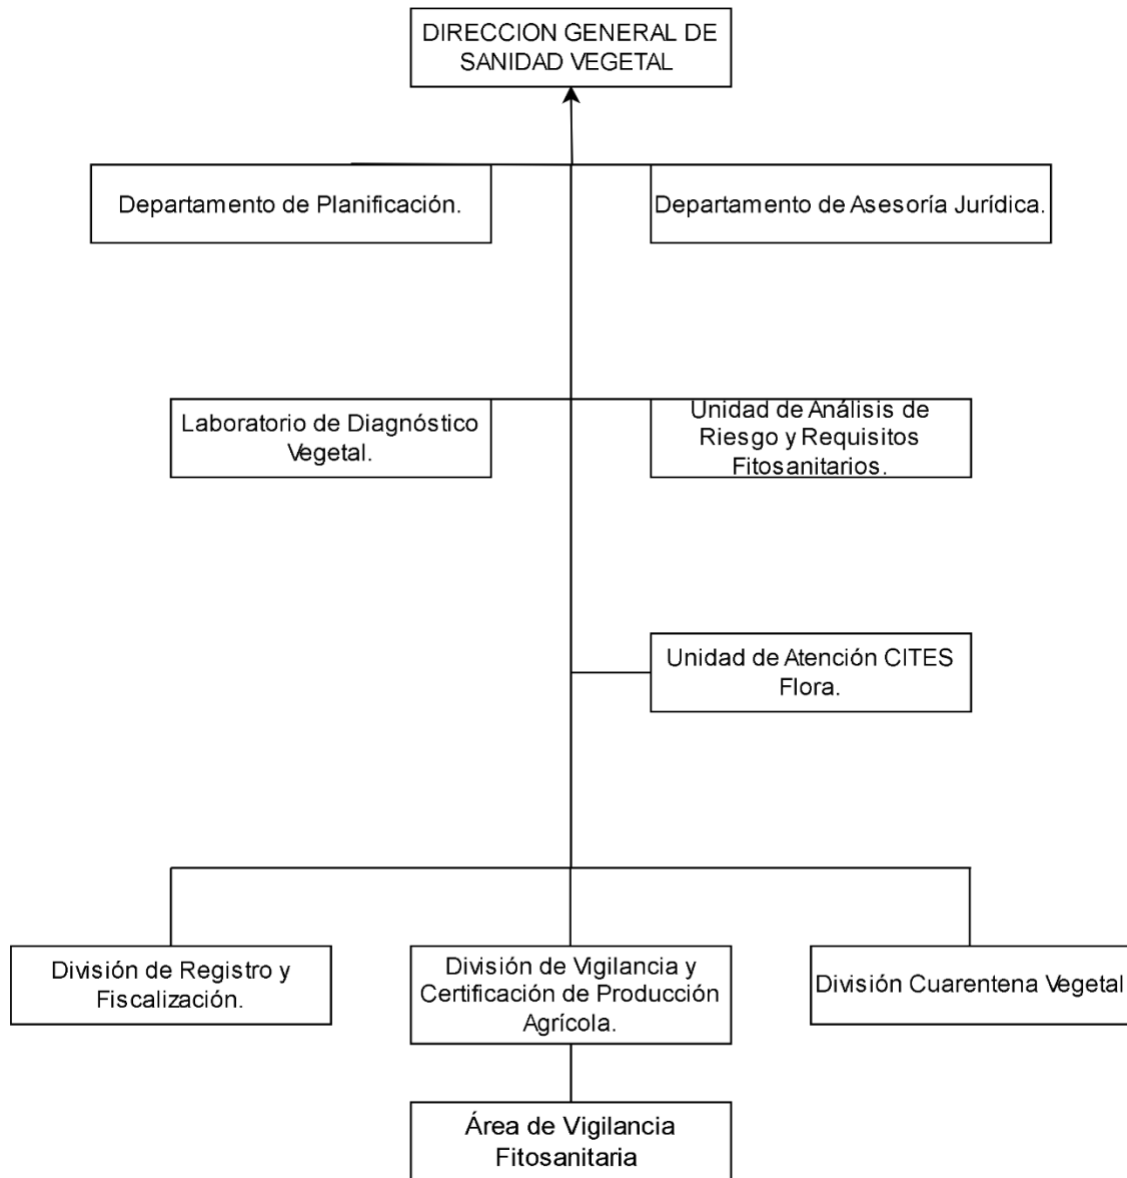 DIRECCION GENERAL DE
SANIDAD VEGETAL
Departamento de Planificación.
Departamento de Asesoría Jurídica.
Laboratorio de Diagnóstico
Vegetal.
Unidad de Análisis de
Riesgo y Requisitos
Fitosanitarios.
Unidad de Atención CITES
Flora.
División de Registro y
Fiscalización.
División de Vigilancia y
Certificación de Producción
Agrícola.
División Cuarentena Vegetal
Área de Vigilancia
Fitosanitaria